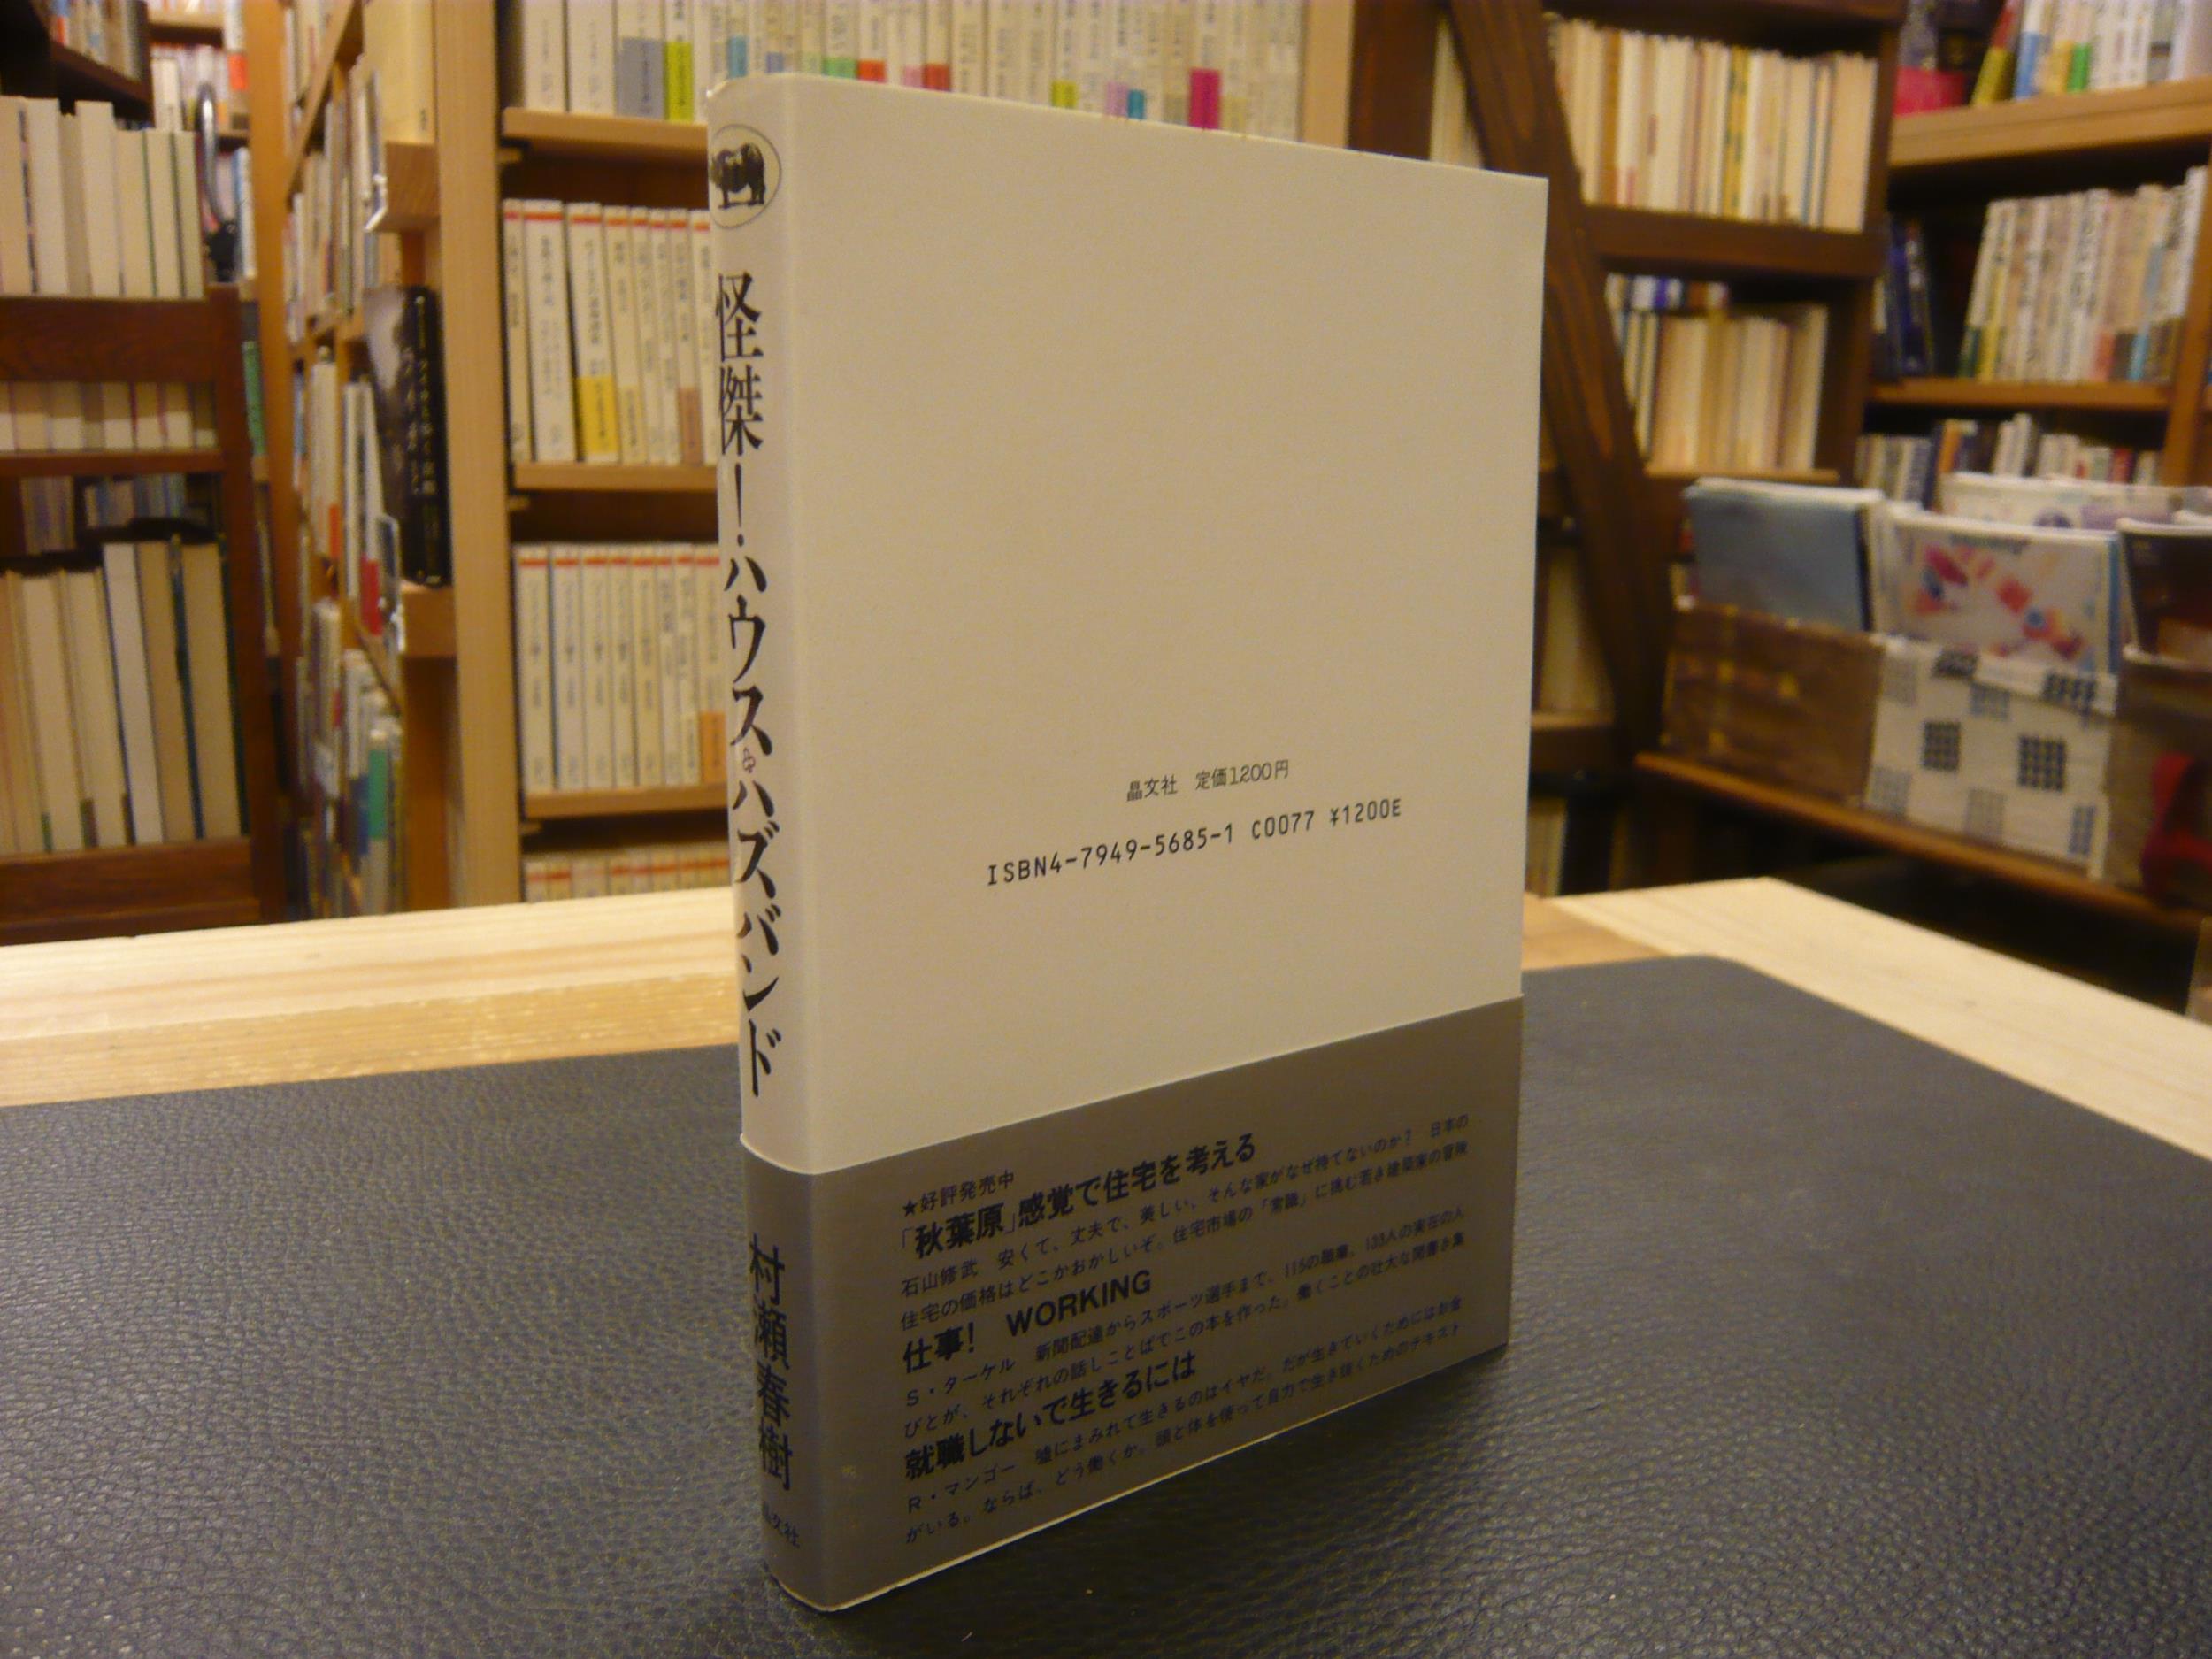 怪傑！ハウスハズバンド
村瀬春樹
晶文社
晶文社　定価1200円
ISBN4-7949-5685-1 C0077 ¥1200E
★好評発売中
「秋葉原」感覚で住宅を考える
石山修武　安くて、丈夫で、美しい、そんな家がなぜ持てないのか？　日本の
住宅の価格はどこかおかしいぞ。住宅市場の「常識」に挑む若き建築家の冒険
仕事！　WORKING
S・ターケル　新聞配達からスポーツ選手まで、115の職業、133人の実在の人
びとが、それぞれの話しことばでこの本を作った。働くことの壮大な聞書き集
就職しないで生きるには
R・マンゴー　嘘にまみれて生きるのはイヤだ。だが生きていくためにはお金
がいる。ならば、どう働くか。頭と体を使って自力で生き抜くためのテキスト